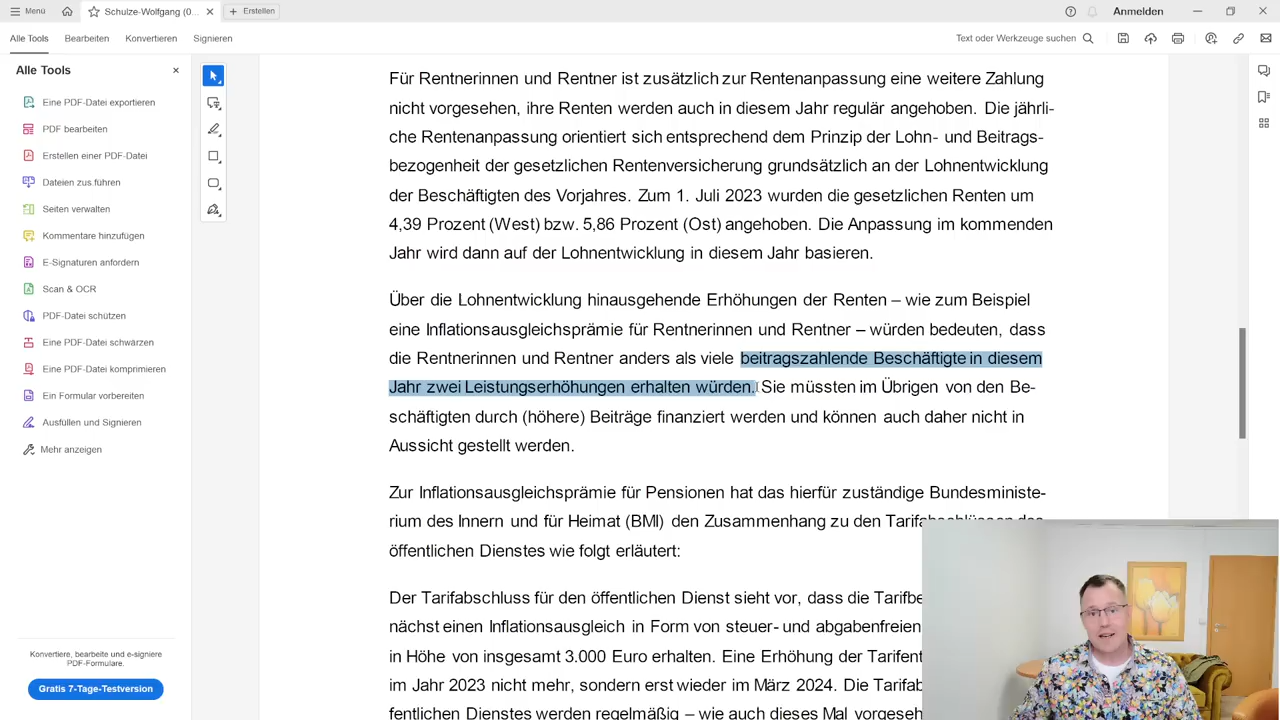 Menü
Schulze-Wolfgang (0...
Erstellen
Anmelden
Alle Tools
Bearbeiten
Konvertieren
Signieren
Text oder Werkzeuge suchen
Alle Tools
Eine PDF-Datei exportieren
PDF bearbeiten
Erstellen einer PDF-Datei
Dateien zus.führen
Seiten verwalten
Kommentare hinzufügen
E-Signaturen anfordern
Scan & OCR
PDF-Datei schützen
Eine PDF-Datei schwärzen
Eine PDF-Datei komprimieren
Ein Formular vorbereiten
Ausfüllen und Signieren
Mehr anzeigen
Konvertiere, bearbeite und e-signiere
PDF-Formulare.
Gratis 7-Tage-Testversion
Für Rentnerinnen und Rentner ist zusätzlich zur Rentenanpassung eine weitere Zahlung
nicht vorgesehen, ihre Renten werden auch in diesem Jahr regulär angehoben. Die jährli-
che Rentenanpassung orientiert sich entsprechend dem Prinzip der Lohn- und Beitrags-
bezogenheit der gesetzlichen Rentenversicherung grundsätzlich an der Lohnentwicklung
der Beschäftigten des Vorjahres. Zum 1. Juli 2023 wurden die gesetzlichen Renten um
4,39 Prozent (West) bzw. 5,86 Prozent (Ost) angehoben. Die Anpassung im kommenden
Jahr wird dann auf der Lohnentwicklung in diesem Jahr basieren.
Über die Lohnentwicklung hinausgehende Erhöhungen der Renten – wie zum Beispiel
eine Inflationsausgleichsprämie für Rentnerinnen und Rentner – würden bedeuten, dass
die Rentnerinnen und Rentner anders als viele beitragszahlende Beschäftigte in diesem
Jahr zwei Leistungserhöhungen erhalten würden. Sie müssten im Übrigen von den Be-
schäftigten durch (höhere) Beiträge finanziert werden und können auch daher nicht in
Aussicht gestellt werden.
Zur Inflationsausgleichsprämie für Pensionen hat das hierfür zuständige Bundesministe-
rium des Innern und für Heimat (BMI) den Zusammenhang zu den Tarifabschlüssen des
öffentlichen Dienstes wie folgt erläutert:
Der Tarifabschluss für den öffentlichen Dienst sieht vor, dass die Tarifbe
nächst einen Inflationsausgleich in Form von steuer- und abgabenfreien
in Höhe von insgesamt 3.000 Euro erhalten. Eine Erhöhung der Tarifent
im Jahr 2023 nicht mehr, sondern erst wieder im März 2024. Die Tarifab
fentlichen Dienstes werden regelmäßig – wie auch dieses Mal vorgeseh